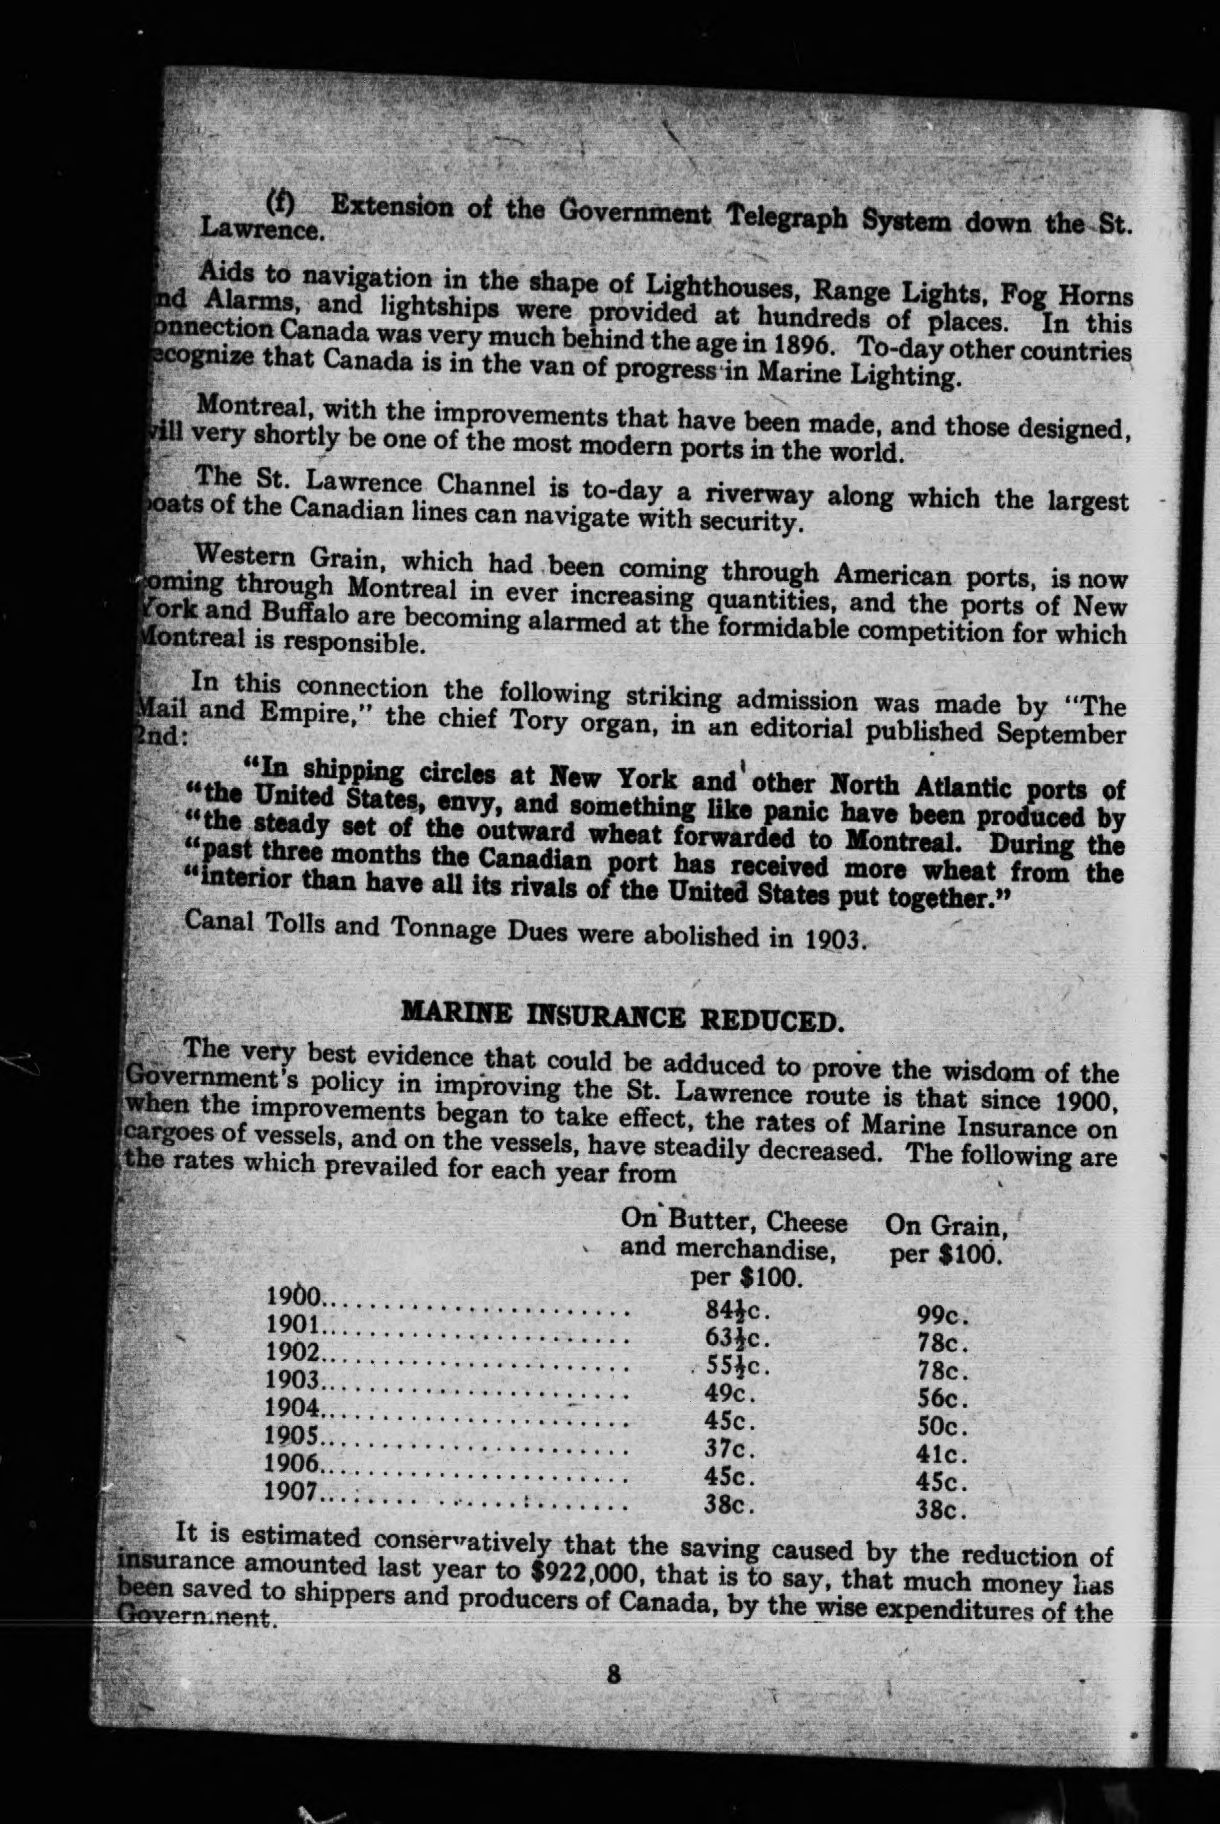 (f) Extension of the Government Telegraph System down the St.
Lawrence.
Aids to navigation in the shape of Lighthouses, Range Lights, Fog Horns
nd Alarms, and lightships were provided at hundreds of places. In this
onnection Canada was very much behind the age in 1896. To-day other countries
ecognize that Canada is in the van of progress in Marine Lighting.
Montreal, with the improvements that have been made, and those designed,
will very shortly be one of the most modern ports in the world.
The St. Lawrence Channel is to-day a riverway along which the largest
boats of the Canadian lines can navigate with security.
Western Grain, which had been coming through American ports, is now
coming through Montreal in ever increasing quantities, and the ports of New
York and Buffalo are becoming alarmed at the formidable competition for which
Montreal is responsible.
In this connection the following striking admission was made by "The
Mail and Empire," the chief Tory organ, in an editorial published September
2nd:
"In shipping circles at New York and other North Atlantic ports of
"the United States, envy, and something like panic have been produced by
"the steady set of the outward wheat forwarded to Montreal. During the
"past three months the Canadian port has received more wheat from the
"interior than have all its rivals of the United States put together."
Canal Tolls and Tonnage Dues were abolished in 1903.
MARINE INSURANCE REDUCED.
The very best evidence that could be adduced to prove the wisdom of the
Government's policy in improving the St. Lawrence route is that since 1900,
when the improvements began to take effect, the rates of Marine Insurance on
cargoes of vessels, and on the vessels, have steadily decreased. The following are
the rates which prevailed for each year from
On Butter, Cheese On Grain,
and merchandise, per $100.
per $100.
1900........................ 84½c. 99c.
1901........................ 63½c. 78c.
1902........................ 55½c. 78c.
1903........................ 49c. 56c.
1904........................ 45c. 50c.
1905........................ 37c. 41c.
1906........................ 45c. 45c.
1907........................ 38c. 38c.
It is estimated conservatively that the saving caused by the reduction of
insurance amounted last year to $922,000, that is to say, that much money has
been saved to shippers and producers of Canada, by the wise expenditures of the
Government.
8